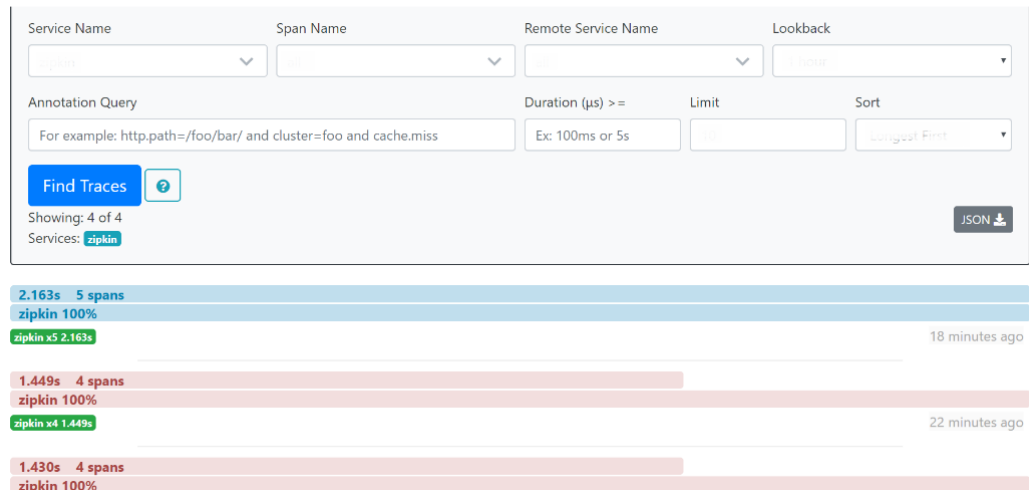 Service Name Span Name Remote Service Name Lookback
Annotation Query Duration (µs) >= Limit Sort
For example: http.path=/foo/bar/ and cluster=foo and cache.miss Ex: 100ms or 5s Longest First
Find Traces
Showing: 4 of 4 JSON
Services: zipkin
2.163s 5 spans
zipkin 100%
zipkin x5 2.163s 18 minutes ago
1.449s 4 spans
zipkin 100%
zipkin x4 1.449s 22 minutes ago
1.430s 4 spans
zipkin 100%